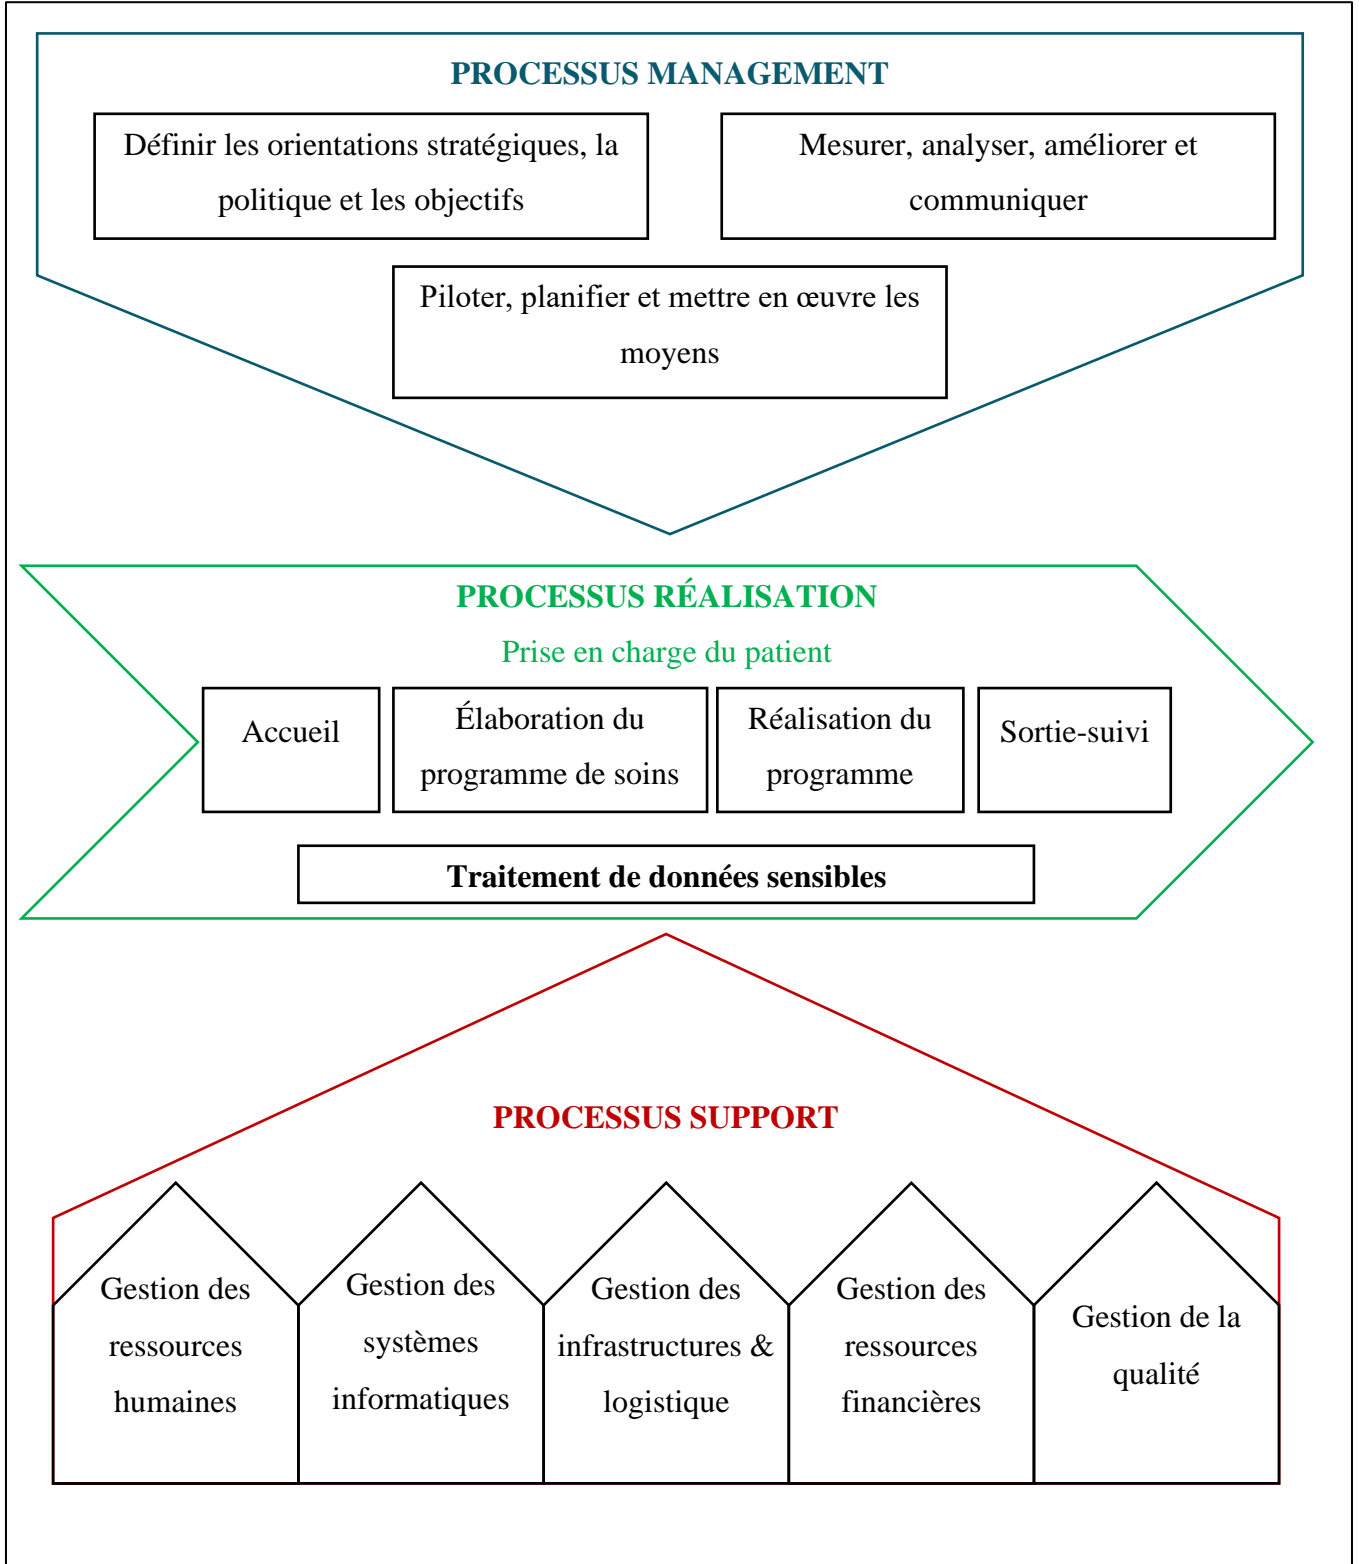 PROCESSUS MANAGEMENT
Définir les orientations stratégiques, la
politique et les objectifs
Mesurer, analyser, améliorer et
communiquer
Piloter, planifier et mettre en œuvre les
moyens
PROCESSUS RÉALISATION
Prise en charge du patient
Accueil
Élaboration du
programme de soins
Réalisation du
programme
Sortie-suivi
Traitement de données sensibles
PROCESSUS SUPPORT
Gestion des
ressources
humaines
Gestion des
systèmes
informatiques
Gestion des
infrastructures &
logistique
Gestion des
ressources
financières
Gestion de la
qualité